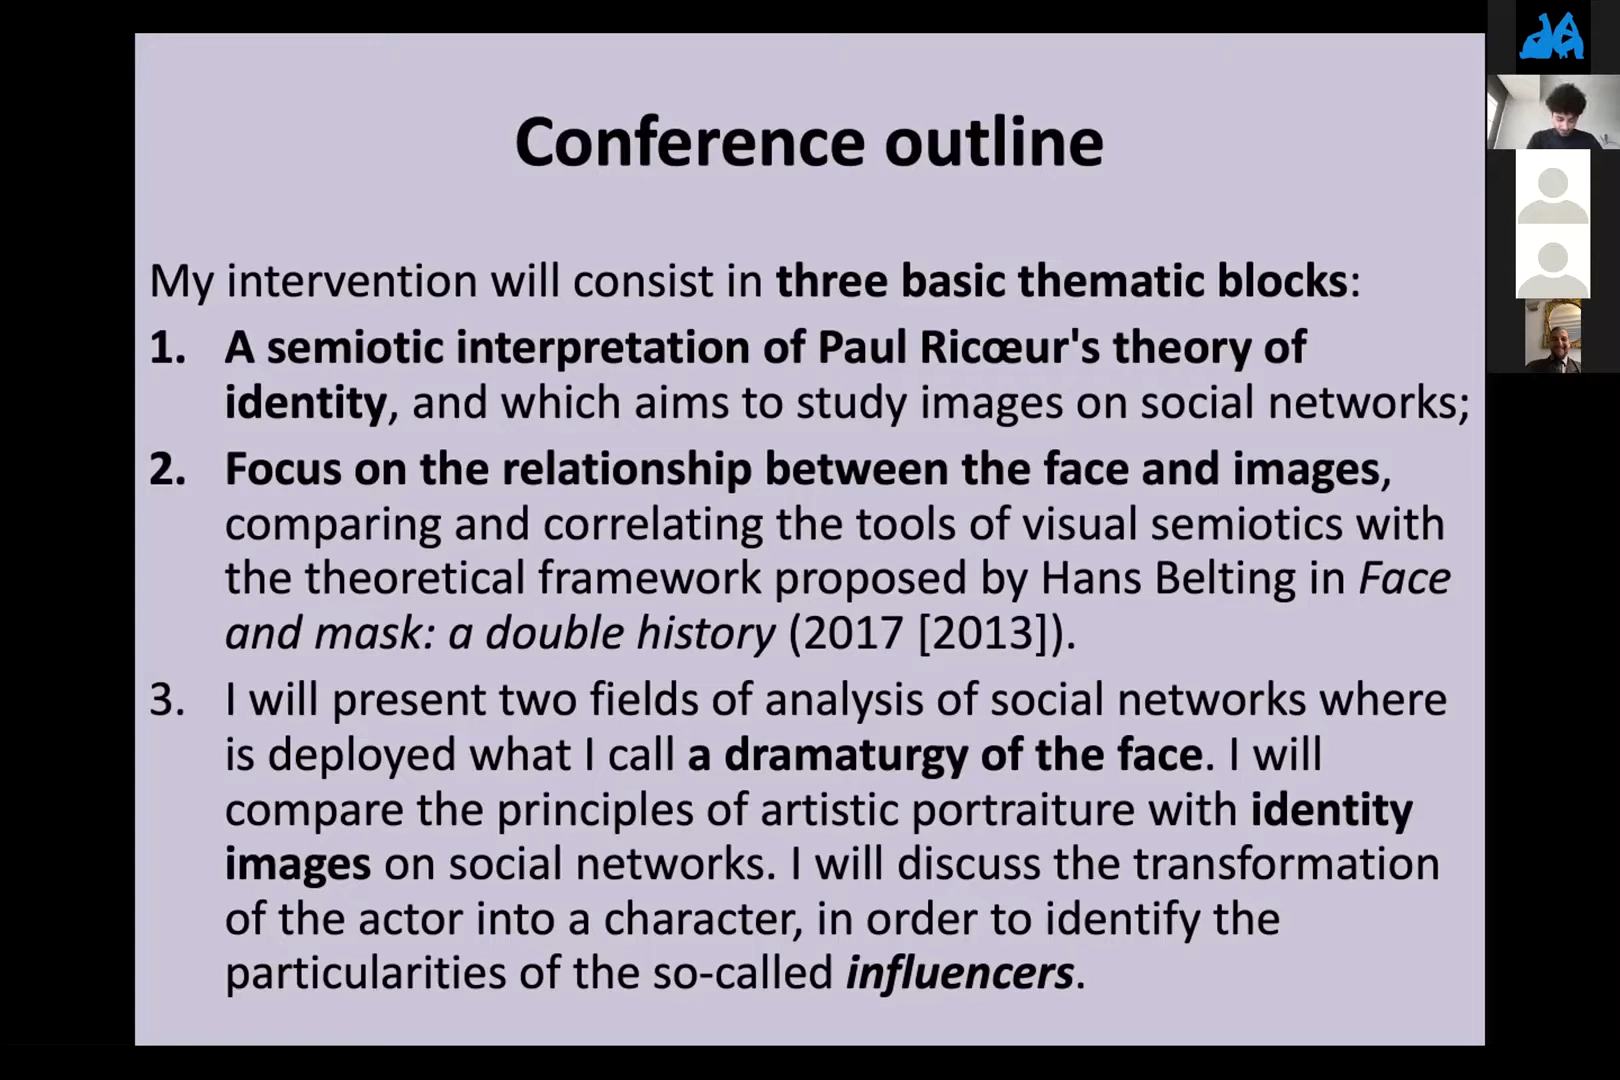 Conference outline
My intervention will consist in three basic thematic blocks:
1. A semiotic interpretation of Paul Ricœur's theory of
identity, and which aims to study images on social networks;
2. Focus on the relationship between the face and images,
comparing and correlating the tools of visual semiotics with
the theoretical framework proposed by Hans Belting in Face
and mask: a double history (2017 [2013]).
3. I will present two fields of analysis of social networks where
is deployed what I call a dramaturgy of the face. I will
compare the principles of artistic portraiture with identity
images on social networks. I will discuss the transformation
of the actor into a character, in order to identify the
particularities of the so-called influencers.